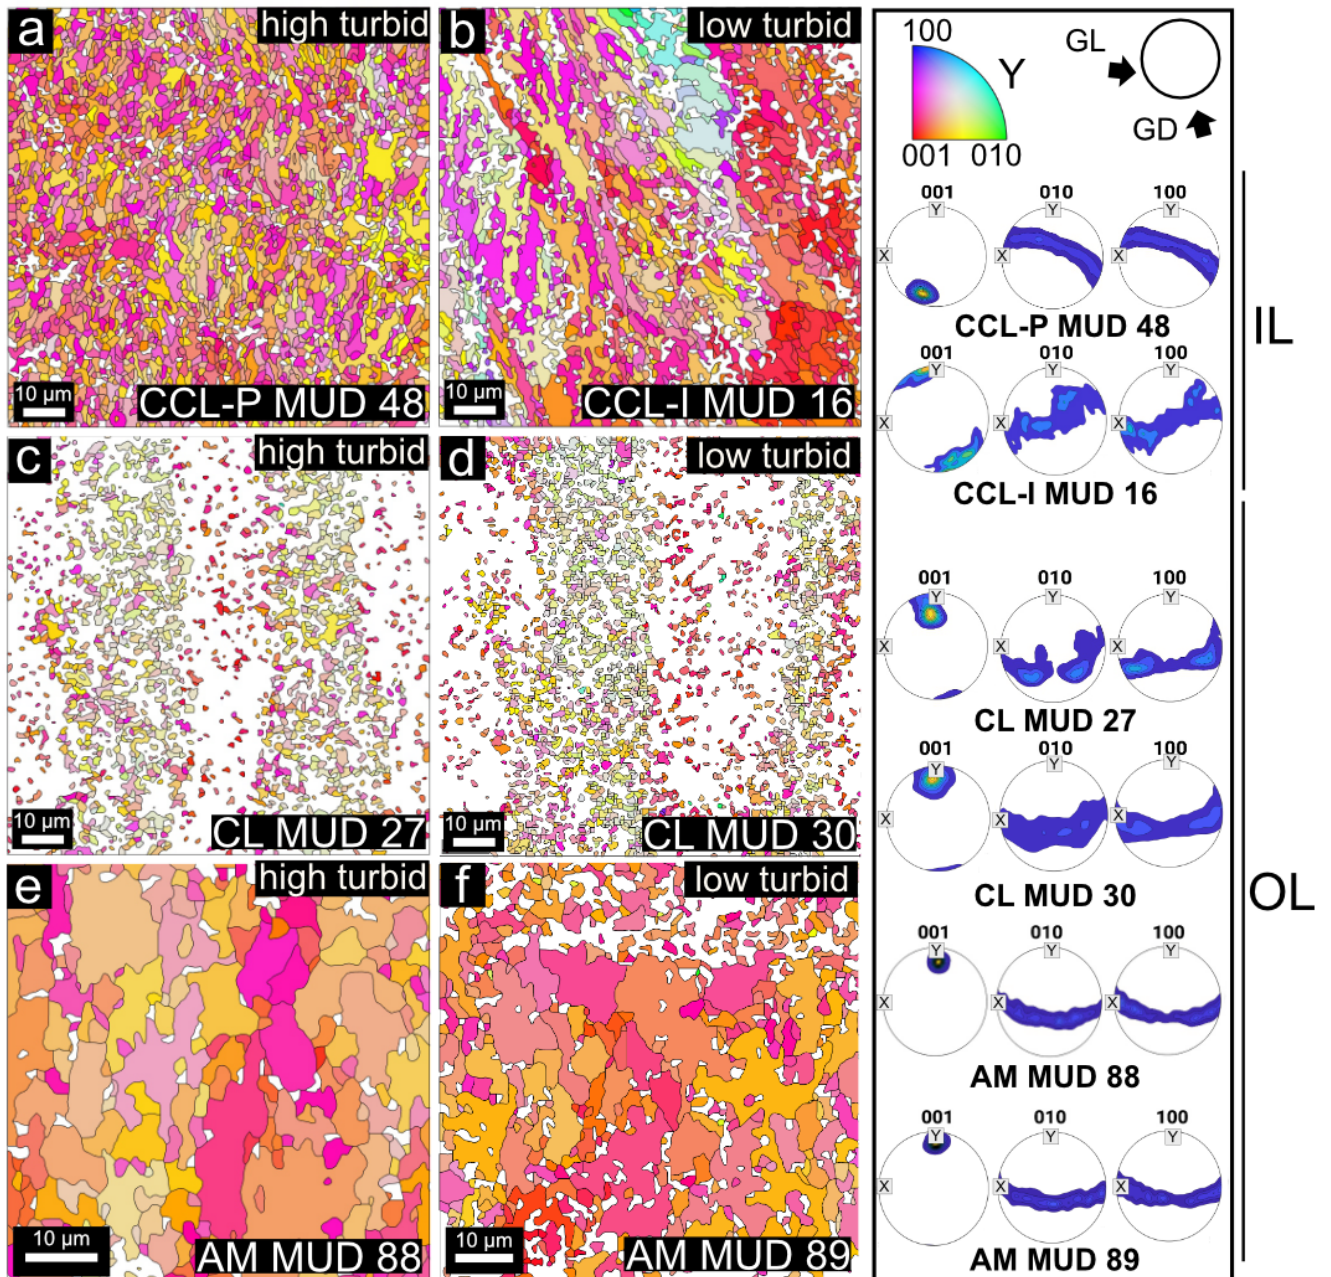 a
high turbid
10 µm
CCL-P MUD 48
b
low turbid
10 µm
CCL-I MUD 16
c
high turbid
10 µm
CL MUD 27
d
low turbid
10 µm
CL MUD 30
e
high turbid
10 µm
AM MUD 88
f
low turbid
10 µm
AM MUD 89
100
Y
001 010
GL
GD
001 010 100
Y Y Y
X X X
CCL-P MUD 48
001 010 100
Y Y Y
X X X
CCL-I MUD 16
IL
001 010 100
Y Y Y
X X X
CL MUD 27
001 010 100
Y Y Y
X X X
CL MUD 30
001 010 100
Y Y Y
X X X
AM MUD 88
001 010 100
Y Y Y
X X X
AM MUD 89
OL